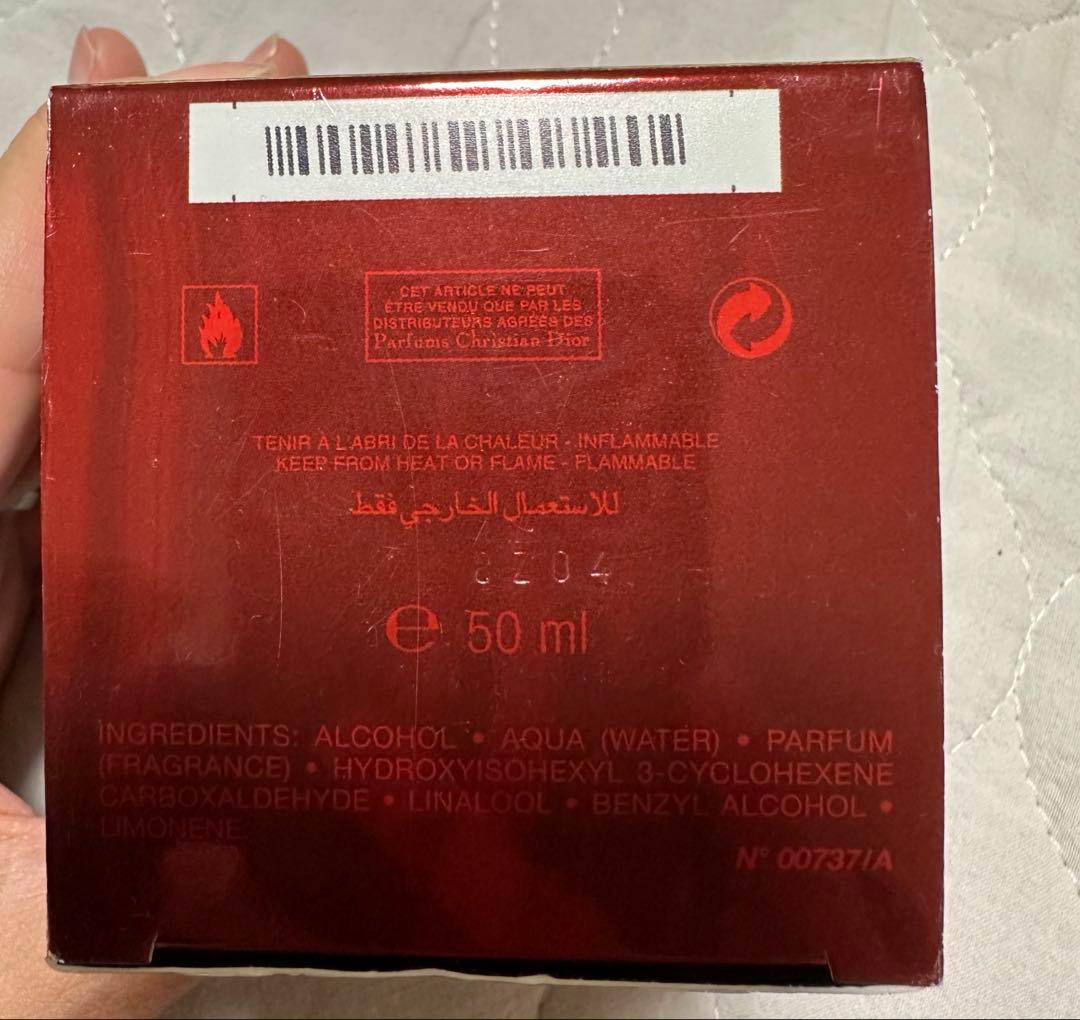 CET ARTICLE NE PEUT
ÊTRE VENDU QUE PAR LES
DISTRIBUTEURS AGRÉÉS DES
Parfums Christian Dior
TENIR À L'ABRI DE LA CHALEUR - INFLAMMABLE
KEEP FROM HEAT OR FLAME - FLAMMABLE
للاستعمال الخارجي فقط
8Z04
e 50 ml
INGREDIENTS: ALCOHOL • AQUA (WATER) • PARFUM
(FRAGRANCE) • HYDROXYISOHEXYL 3-CYCLOHEXENE
CARBOXALDEHYDE • LINALOOL • BENZYL ALCOHOL •
LIMONENE.
N° 00737/A